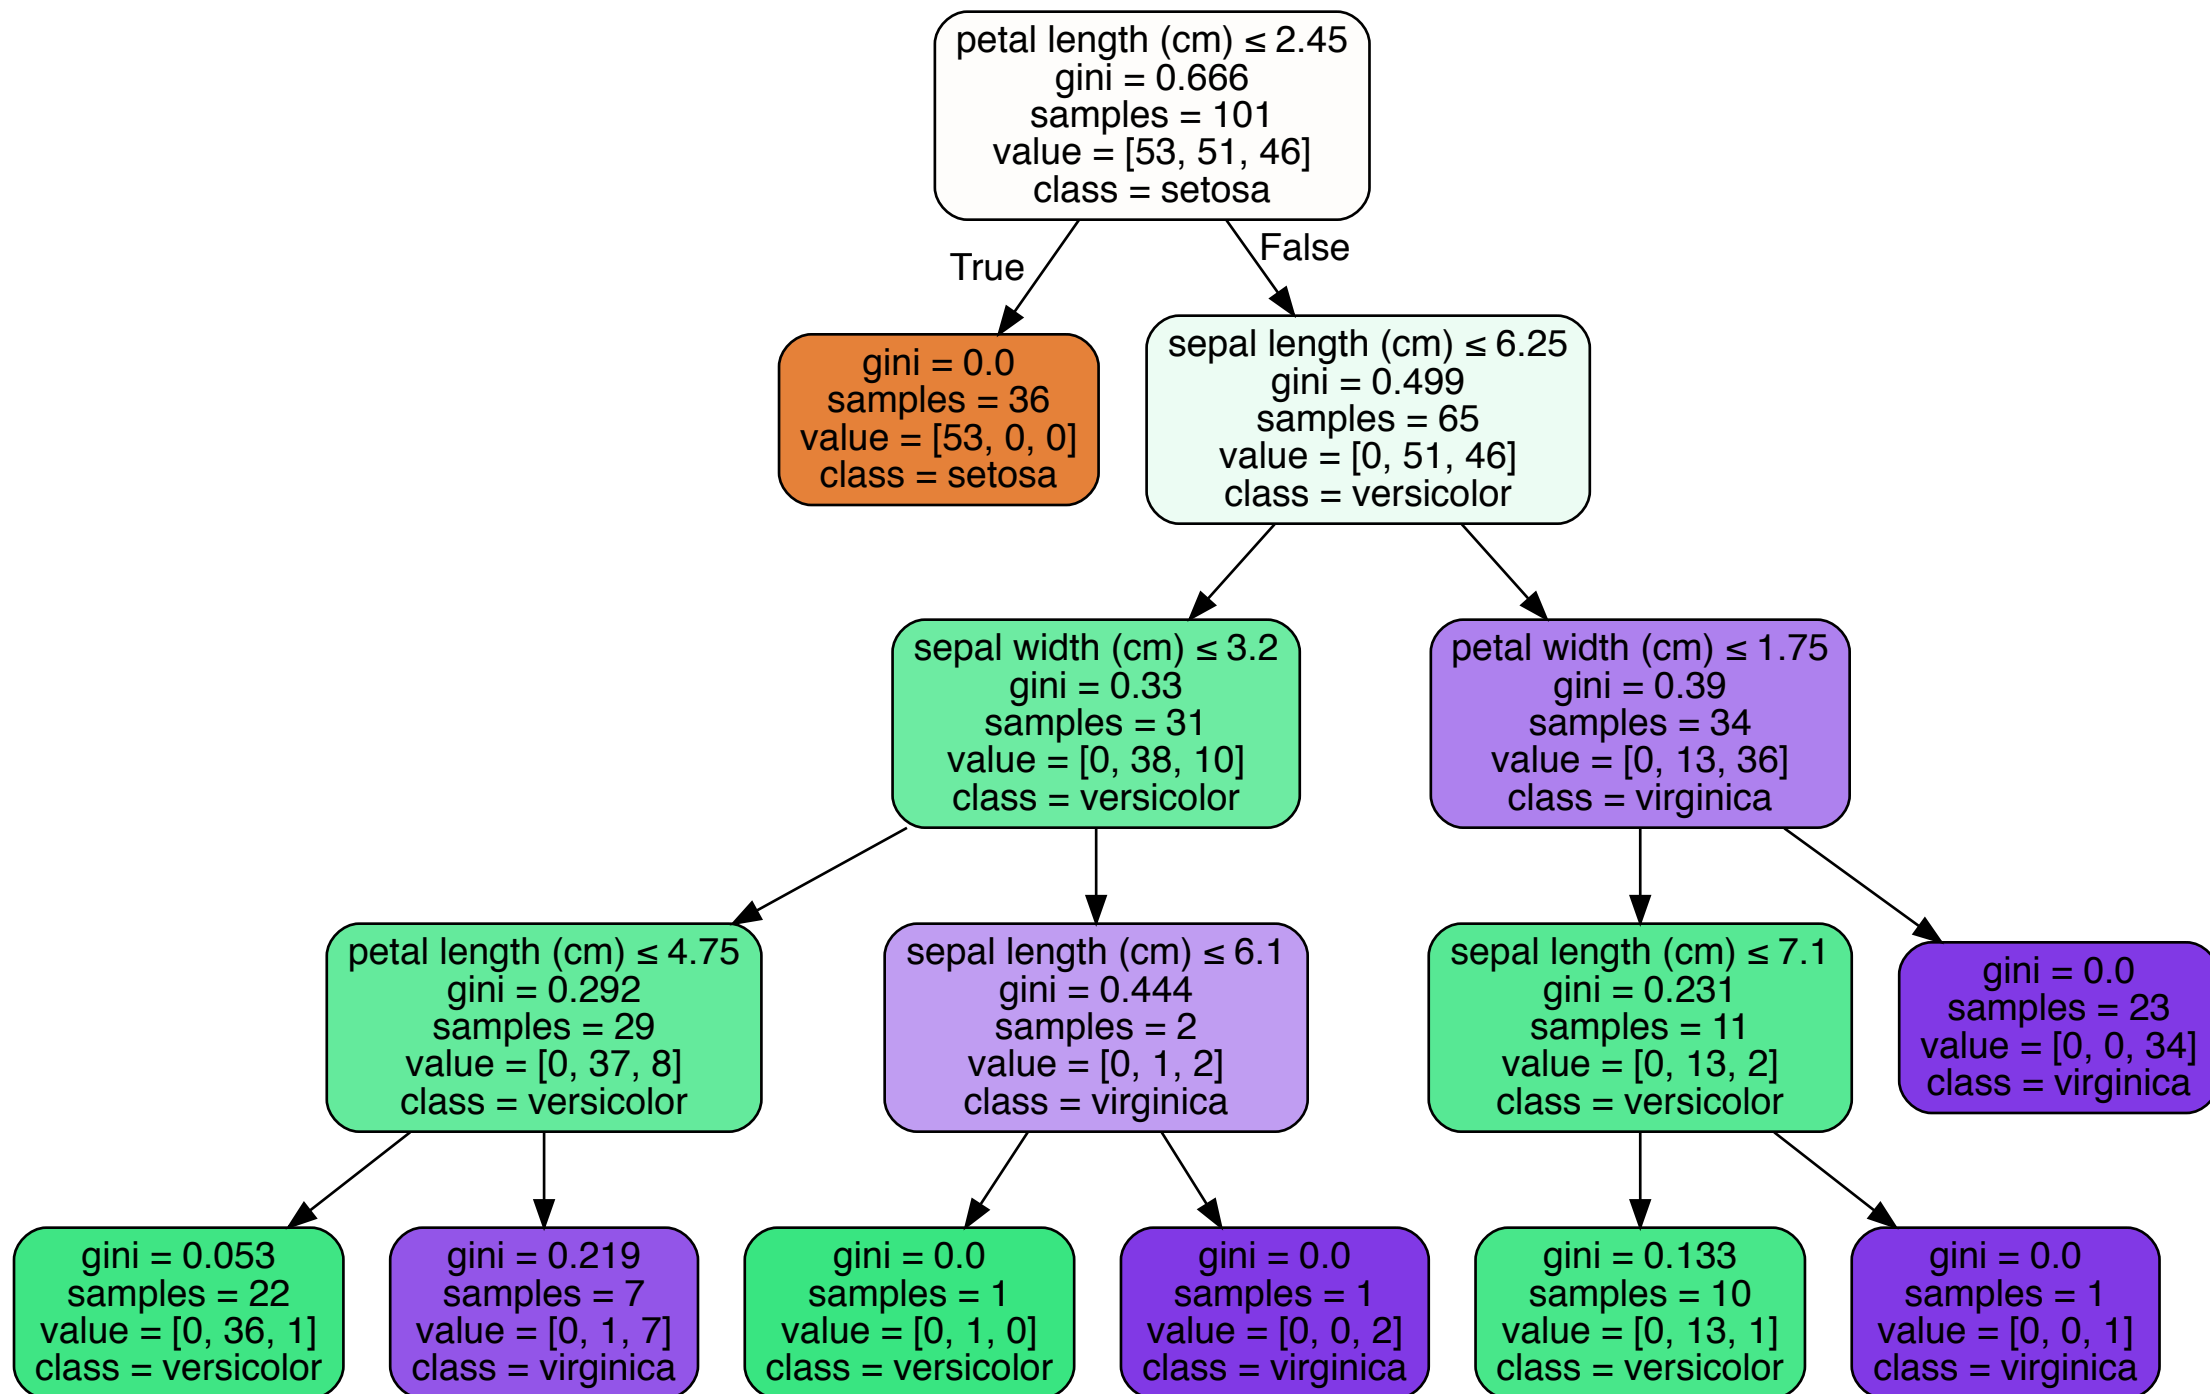 petal length (cm) ≤ 2.45
gini = 0.666
samples = 101
value = [53, 51, 46]
class = setosa
True
False
gini = 0.0
samples = 36
value = [53, 0, 0]
class = setosa
sepal length (cm) ≤ 6.25
gini = 0.499
samples = 65
value = [0, 51, 46]
class = versicolor
sepal width (cm) ≤ 3.2
gini = 0.33
samples = 31
value = [0, 38, 10]
class = versicolor
petal width (cm) ≤ 1.75
gini = 0.39
samples = 34
value = [0, 13, 36]
class = virginica
petal length (cm) ≤ 4.75
gini = 0.292
samples = 29
value = [0, 37, 8]
class = versicolor
sepal length (cm) ≤ 6.1
gini = 0.444
samples = 2
value = [0, 1, 2]
class = virginica
sepal length (cm) ≤ 7.1
gini = 0.231
samples = 11
value = [0, 13, 2]
class = versicolor
gini = 0.0
samples = 23
value = [0, 0, 34]
class = virginica
gini = 0.053
samples = 22
value = [0, 36, 1]
class = versicolor
gini = 0.219
samples = 7
value = [0, 1, 7]
class = virginica
gini = 0.0
samples = 1
value = [0, 1, 0]
class = versicolor
gini = 0.0
samples = 1
value = [0, 0, 2]
class = virginica
gini = 0.133
samples = 10
value = [0, 13, 1]
class = versicolor
gini = 0.0
samples = 1
value = [0, 0, 1]
class = virginica